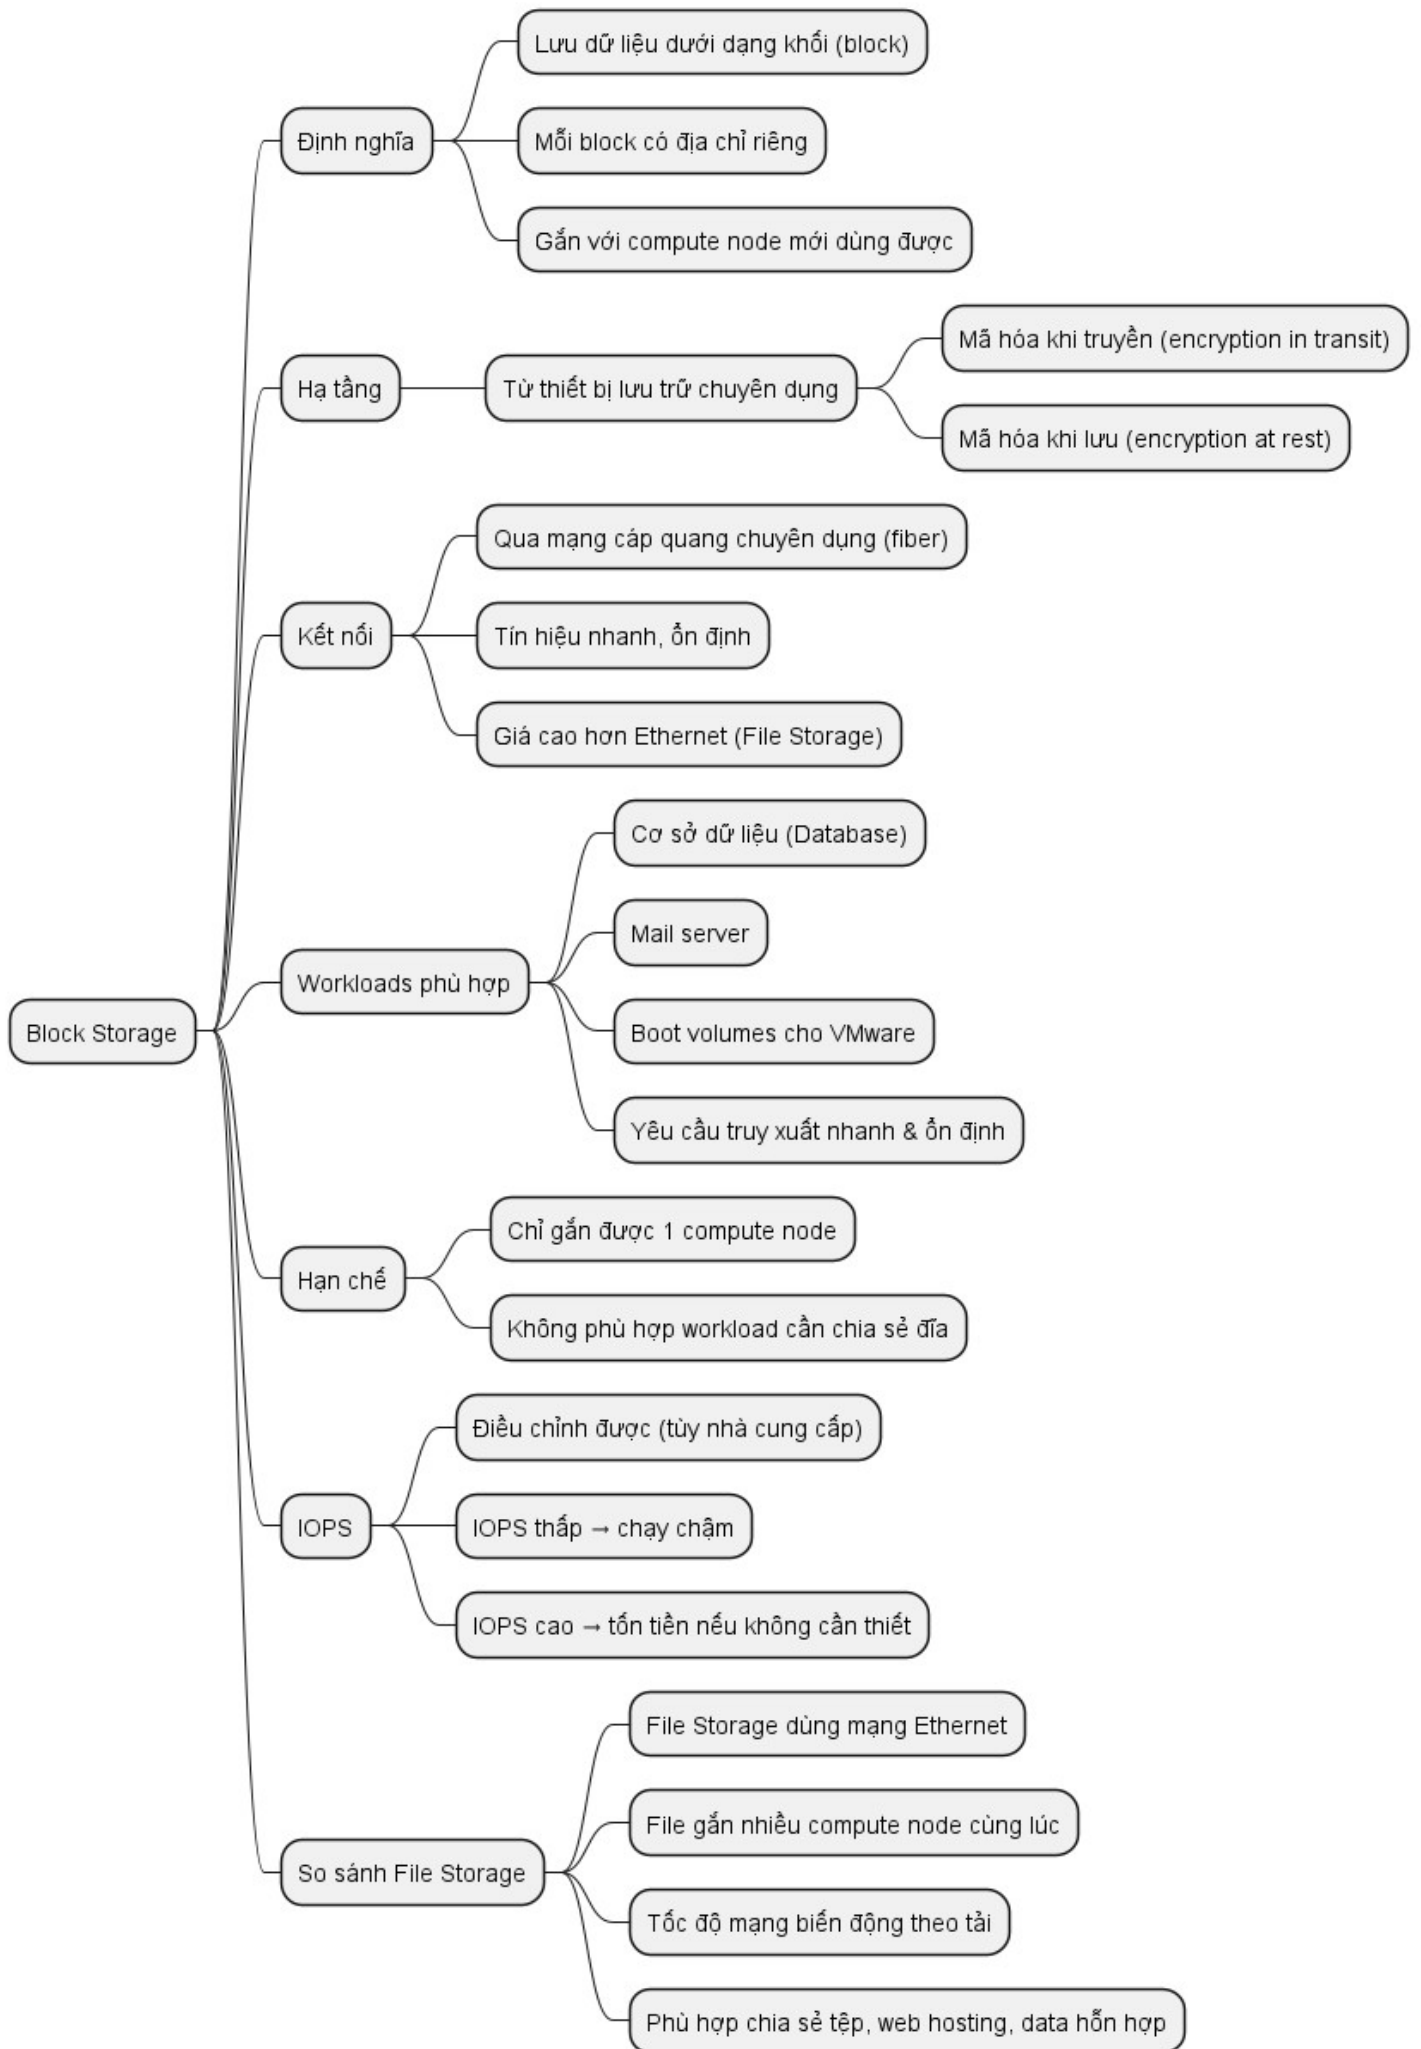 Block Storage
Định nghĩa
Lưu dữ liệu dưới dạng khối (block)
Mỗi block có địa chỉ riêng
Gắn với compute node mới dùng được
Hạ tầng
Từ thiết bị lưu trữ chuyên dụng
Mã hóa khi truyền (encryption in transit)
Mã hóa khi lưu (encryption at rest)
Kết nối
Qua mạng cáp quang chuyên dụng (fiber)
Tín hiệu nhanh, ổn định
Giá cao hơn Ethernet (File Storage)
Workloads phù hợp
Cơ sở dữ liệu (Database)
Mail server
Boot volumes cho VMware
Yêu cầu truy xuất nhanh & ổn định
Hạn chế
Chỉ gắn được 1 compute node
Không phù hợp workload cần chia sẻ đĩa
IOPS
Điều chỉnh được (tùy nhà cung cấp)
IOPS thấp → chạy chậm
IOPS cao → tốn tiền nếu không cần thiết
So sánh File Storage
File Storage dùng mạng Ethernet
File gắn nhiều compute node cùng lúc
Tốc độ mạng biến động theo tải
Phù hợp chia sẻ tệp, web hosting, data hỗn hợp